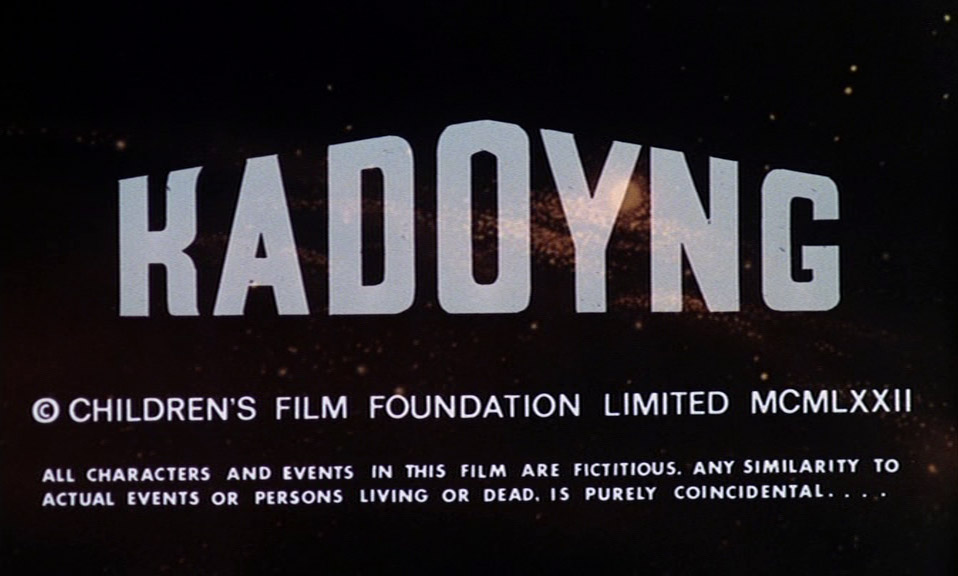 KADOYNG
© CHILDREN'S FILM FOUNDATION LIMITED MCMLXXII
ALL CHARACTERS AND EVENTS IN THIS FILM ARE FICTITIOUS. ANY SIMILARITY TO
ACTUAL EVENTS OR PERSONS LIVING OR DEAD, IS PURELY COINCIDENTAL. . . .